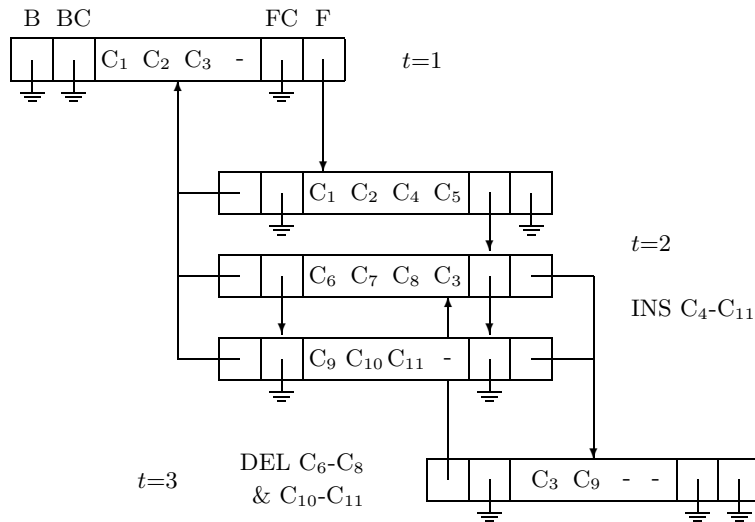 B BC FC F
C₁ C₂ C₃ - t=1
C₁ C₂ C₄ C₅
t=2
C₆ C₇ C₈ C₃
INS C₄-C₁₁
C₉ C₁₀ C₁₁ -
DEL C₆-C₈
t=3 C₃ C₉ - -
& C₁₀-C₁₁